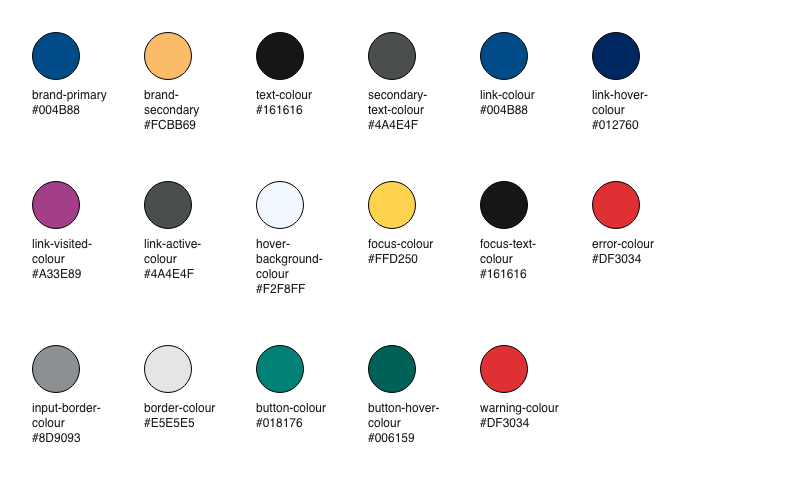 brand-primary
#004B88
brand-
secondary
#FCBB69
text-colour
#161616
secondary-
text-colour
#4A4E4F
link-colour
#004B88
link-hover-
colour
#012760
link-visited-
colour
#A33E89
link-active-
colour
#4A4E4F
hover-
background-
colour
#F2F8FF
focus-colour
#FFD250
focus-text-
colour
#161616
error-colour
#DF3034
input-border-
colour
#8D9093
border-colour
#E5E5E5
button-colour
#018176
button-hover-
colour
#006159
warning-colour
#DF3034